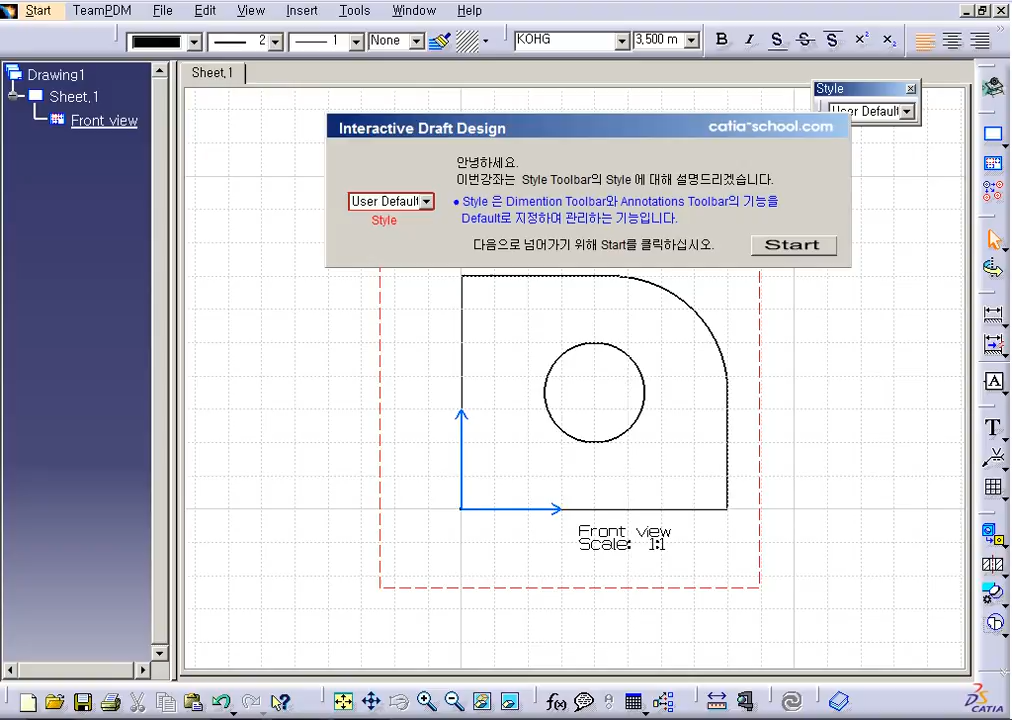 Start TeamPDM File Edit View Insert Tools Window Help
2 1 None KOHG 3,500 m B I S S S x² x₂
Drawing1
Sheet,1
Front view
Sheet,1
Style
User Default
Interactive Draft Design catia-school.com
안녕하세요.
이번강좌는 Style Toolbar의 Style 에 대해 설명드리겠습니다.
User Default
Style
• Style 은 Dimention Toolbar와 Annotations Toolbar의 기능을
Default로 지정하며 관리하는 기능입니다.
다음으로 넘머가기 위해 Start를 클릭하십시오.
Start
Front view
Scale: 1:1
A
T
f(x)
CATIA